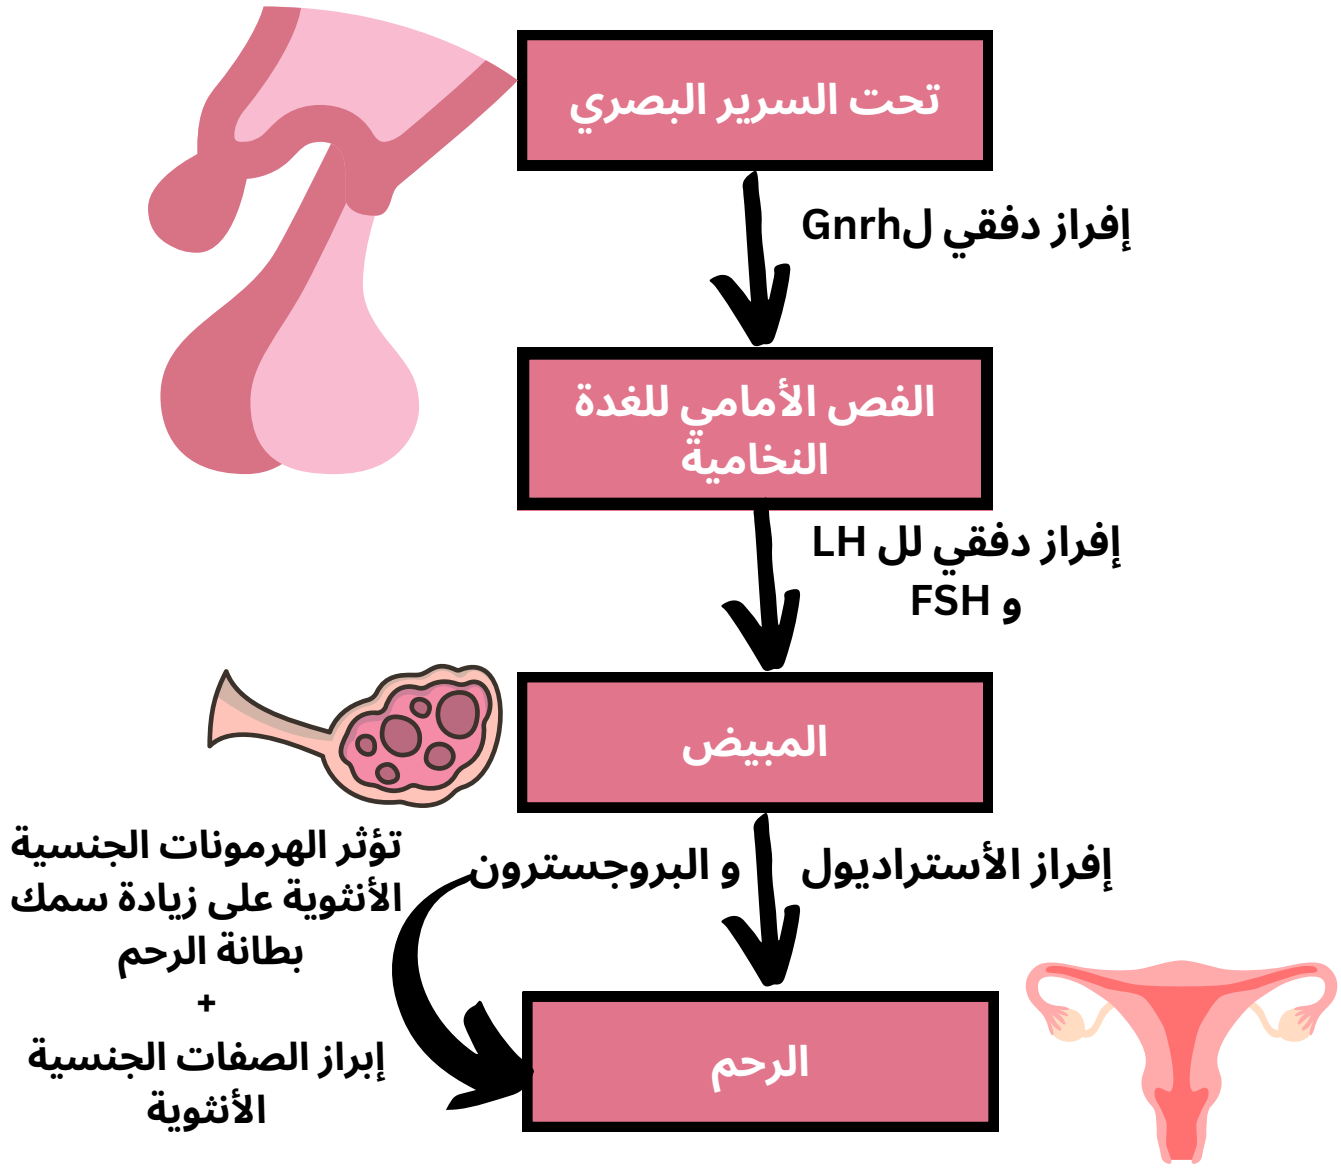 تحت السرير البصري
إفراز دفقي لGnrh
الفص الأمامي للغدة
النخامية
إفراز دفقي لل LH
و FSH
المبيض
إفراز الأستراديول و البروجسترون
تؤثر الهرمونات الجنسية
الأنثوية على زيادة سمك
بطانة الرحم
+
إبراز الصفات الجنسية
الأنثوية
الرحم